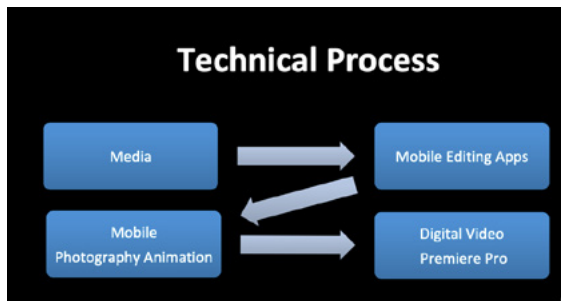 Technical Process
Media
Mobile Editing Apps
Mobile
Photography Animation
Digital Video
Premiere Pro